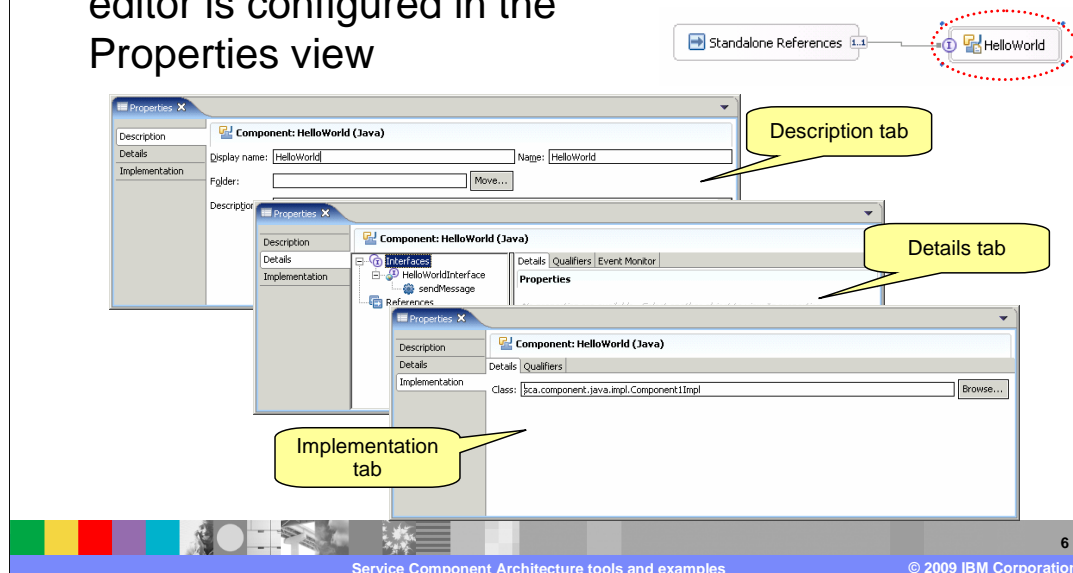 editor is configured in the
Properties view
Standalone References 1..1
I HelloWorld
Properties
Description
Details
Implementation
Component: HelloWorld (Java)
Display name: HelloWorld
Name: HelloWorld
Folder:
Move...
Description
Description tab
Properties
Description
Details
Implementation
Component: HelloWorld (Java)
Interfaces
HelloWorldInterface
sendMessage
References
Details Qualifiers Event Monitor
Properties
Details tab
Properties
Description
Details
Implementation
Component: HelloWorld (Java)
Details Qualifiers
Class: sca.component.java.impl.Component1Impl
Browse...
Implementation
tab
6
Service Component Architecture tools and examples
© 2009 IBM Corporation